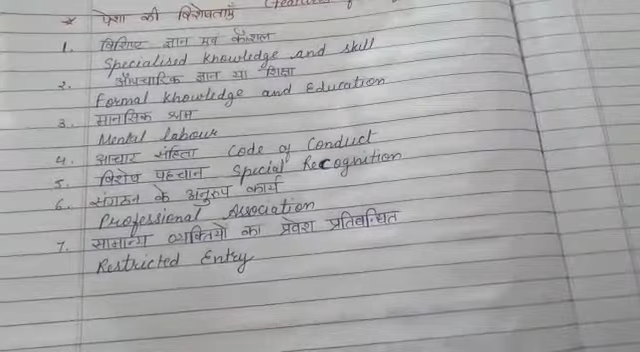 * पेशा की विशेषताएँ (Features of
1. विशिष्ट ज्ञान एवं कौशल
Specialised knowledge and skill
2. औपचारिक ज्ञान या शिक्षा
Formal knowledge and Education
3. मानसिक श्रम
Mental labour
4. आचार संहिता Code of Conduct
5. विशेष पहचान Special Recognition
6. संगठन के अनुरूप कार्य
Professional Association
7. सामान्य व्यक्तियों का प्रवेश प्रतिबन्धित
Restricted Entry